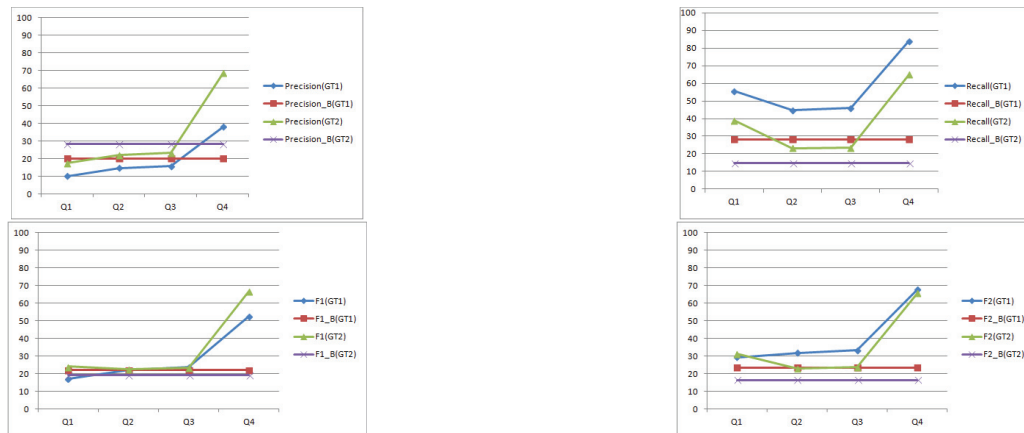 100
90
80
70
60
50
40
30
20
10
0
Q1 Q2 Q3 Q4
Precision(GT1)
Precision_B(GT1)
Precision(GT2)
Precision_B(GT2)
100
90
80
70
60
50
40
30
20
10
0
Q1 Q2 Q3 Q4
Recall(GT1)
Recall_B(GT1)
Recall(GT2)
Recall_B(GT2)
100
90
80
70
60
50
40
30
20
10
0
Q1 Q2 Q3 Q4
F1(GT1)
F1_B(GT1)
F1(GT2)
F1_B(GT2)
100
90
80
70
60
50
40
30
20
10
0
Q1 Q2 Q3 Q4
F2(GT1)
F2_B(GT1)
F2(GT2)
F2_B(GT2)